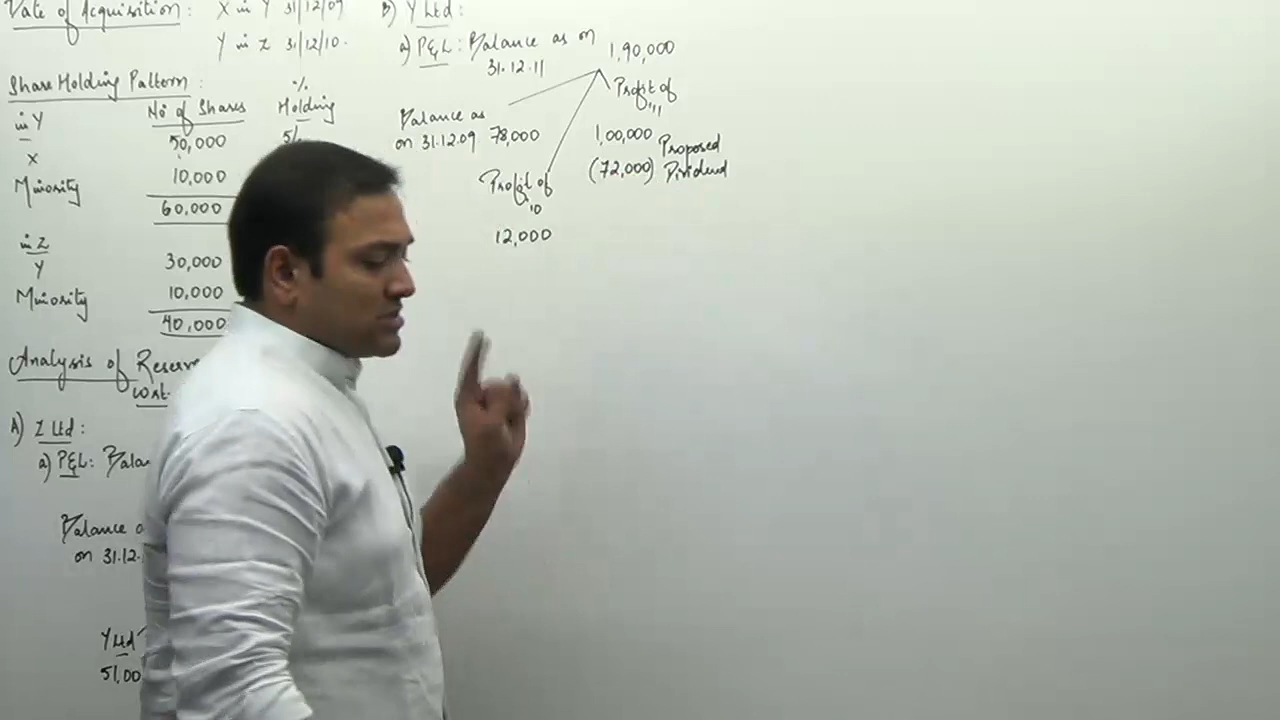 Date of Acquisition : X in Y 31/12/09
Y in Z 31/12/10.
Share Holding Pattern :
No of Shares % Holding
in Y
X 50,000 5/
Minority 10,000
60,000
in Z
Y 30,000
Minority 10,000
40,000
Analysis of Reserv
A) Z Ltd :
a) P&L : Bala
Balance a
on 31.12.
Y Ltd
51,00
B) Y Ltd :
a) P&L : Balance as on 1,90,000
31.12.11
Balance as
on 31.12.09 78,000
Profit of
'10
12,000
Profit of
'11
1,00,000
(72,000) Proposed
Dividend